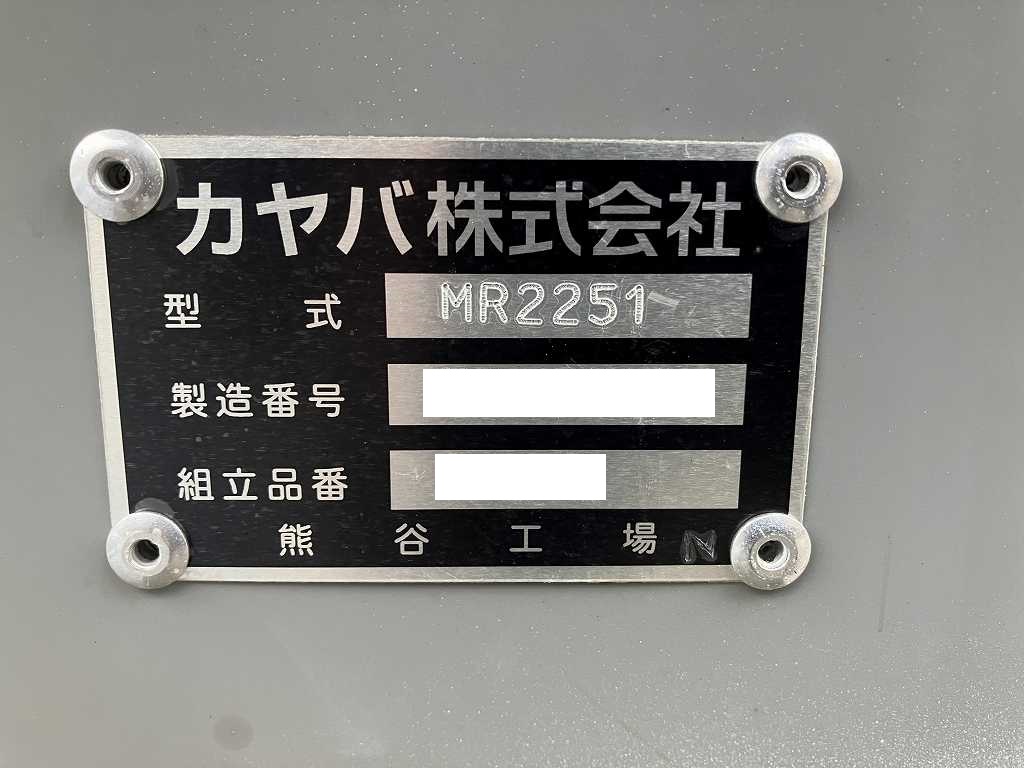 カヤバ株式会社
型式 MR2251
製造番号
組立品番
熊谷工場 N